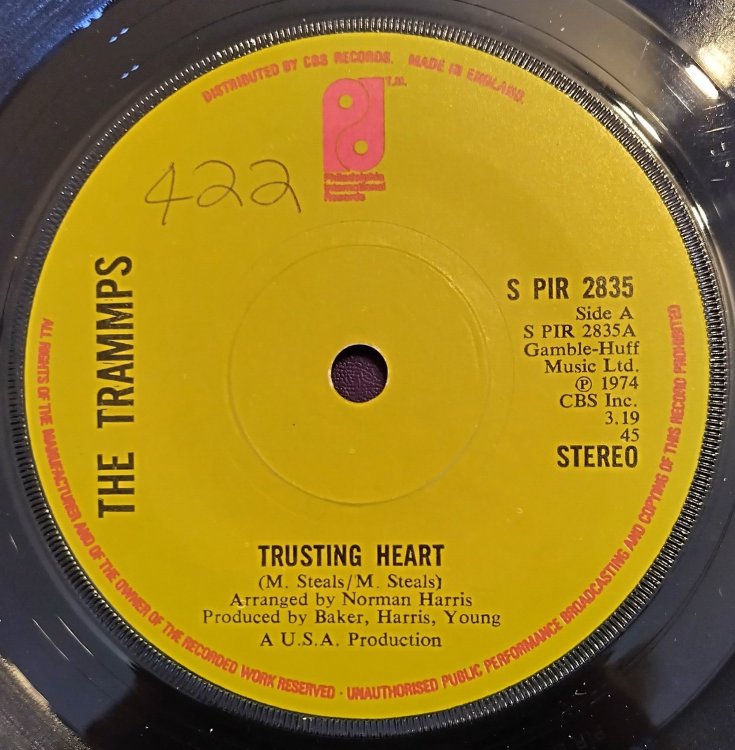 DISTRIBUTED BY CBS RECORDS. MADE IN ENGLAND.
T.M.
Philadelphia
International
Records
422
THE TRAMMPS
S PIR 2835
Side A
S PIR 2835A
Gamble-Huff
Music Ltd.
℗ 1974
CBS Inc.
3.19
45
STEREO
TRUSTING HEART
(M. Steals/M. Steals)
Arranged by Norman Harris
Produced by Baker, Harris, Young
A U.S.A. Production
ALL RIGHTS OF THE MANUFACTURER AND OF THE OWNER OF THE RECORDED WORK RESERVED · UNAUTHORISED PUBLIC PERFORMANCE BROADCASTING AND COPYING OF THIS RECORD PROHIBITED